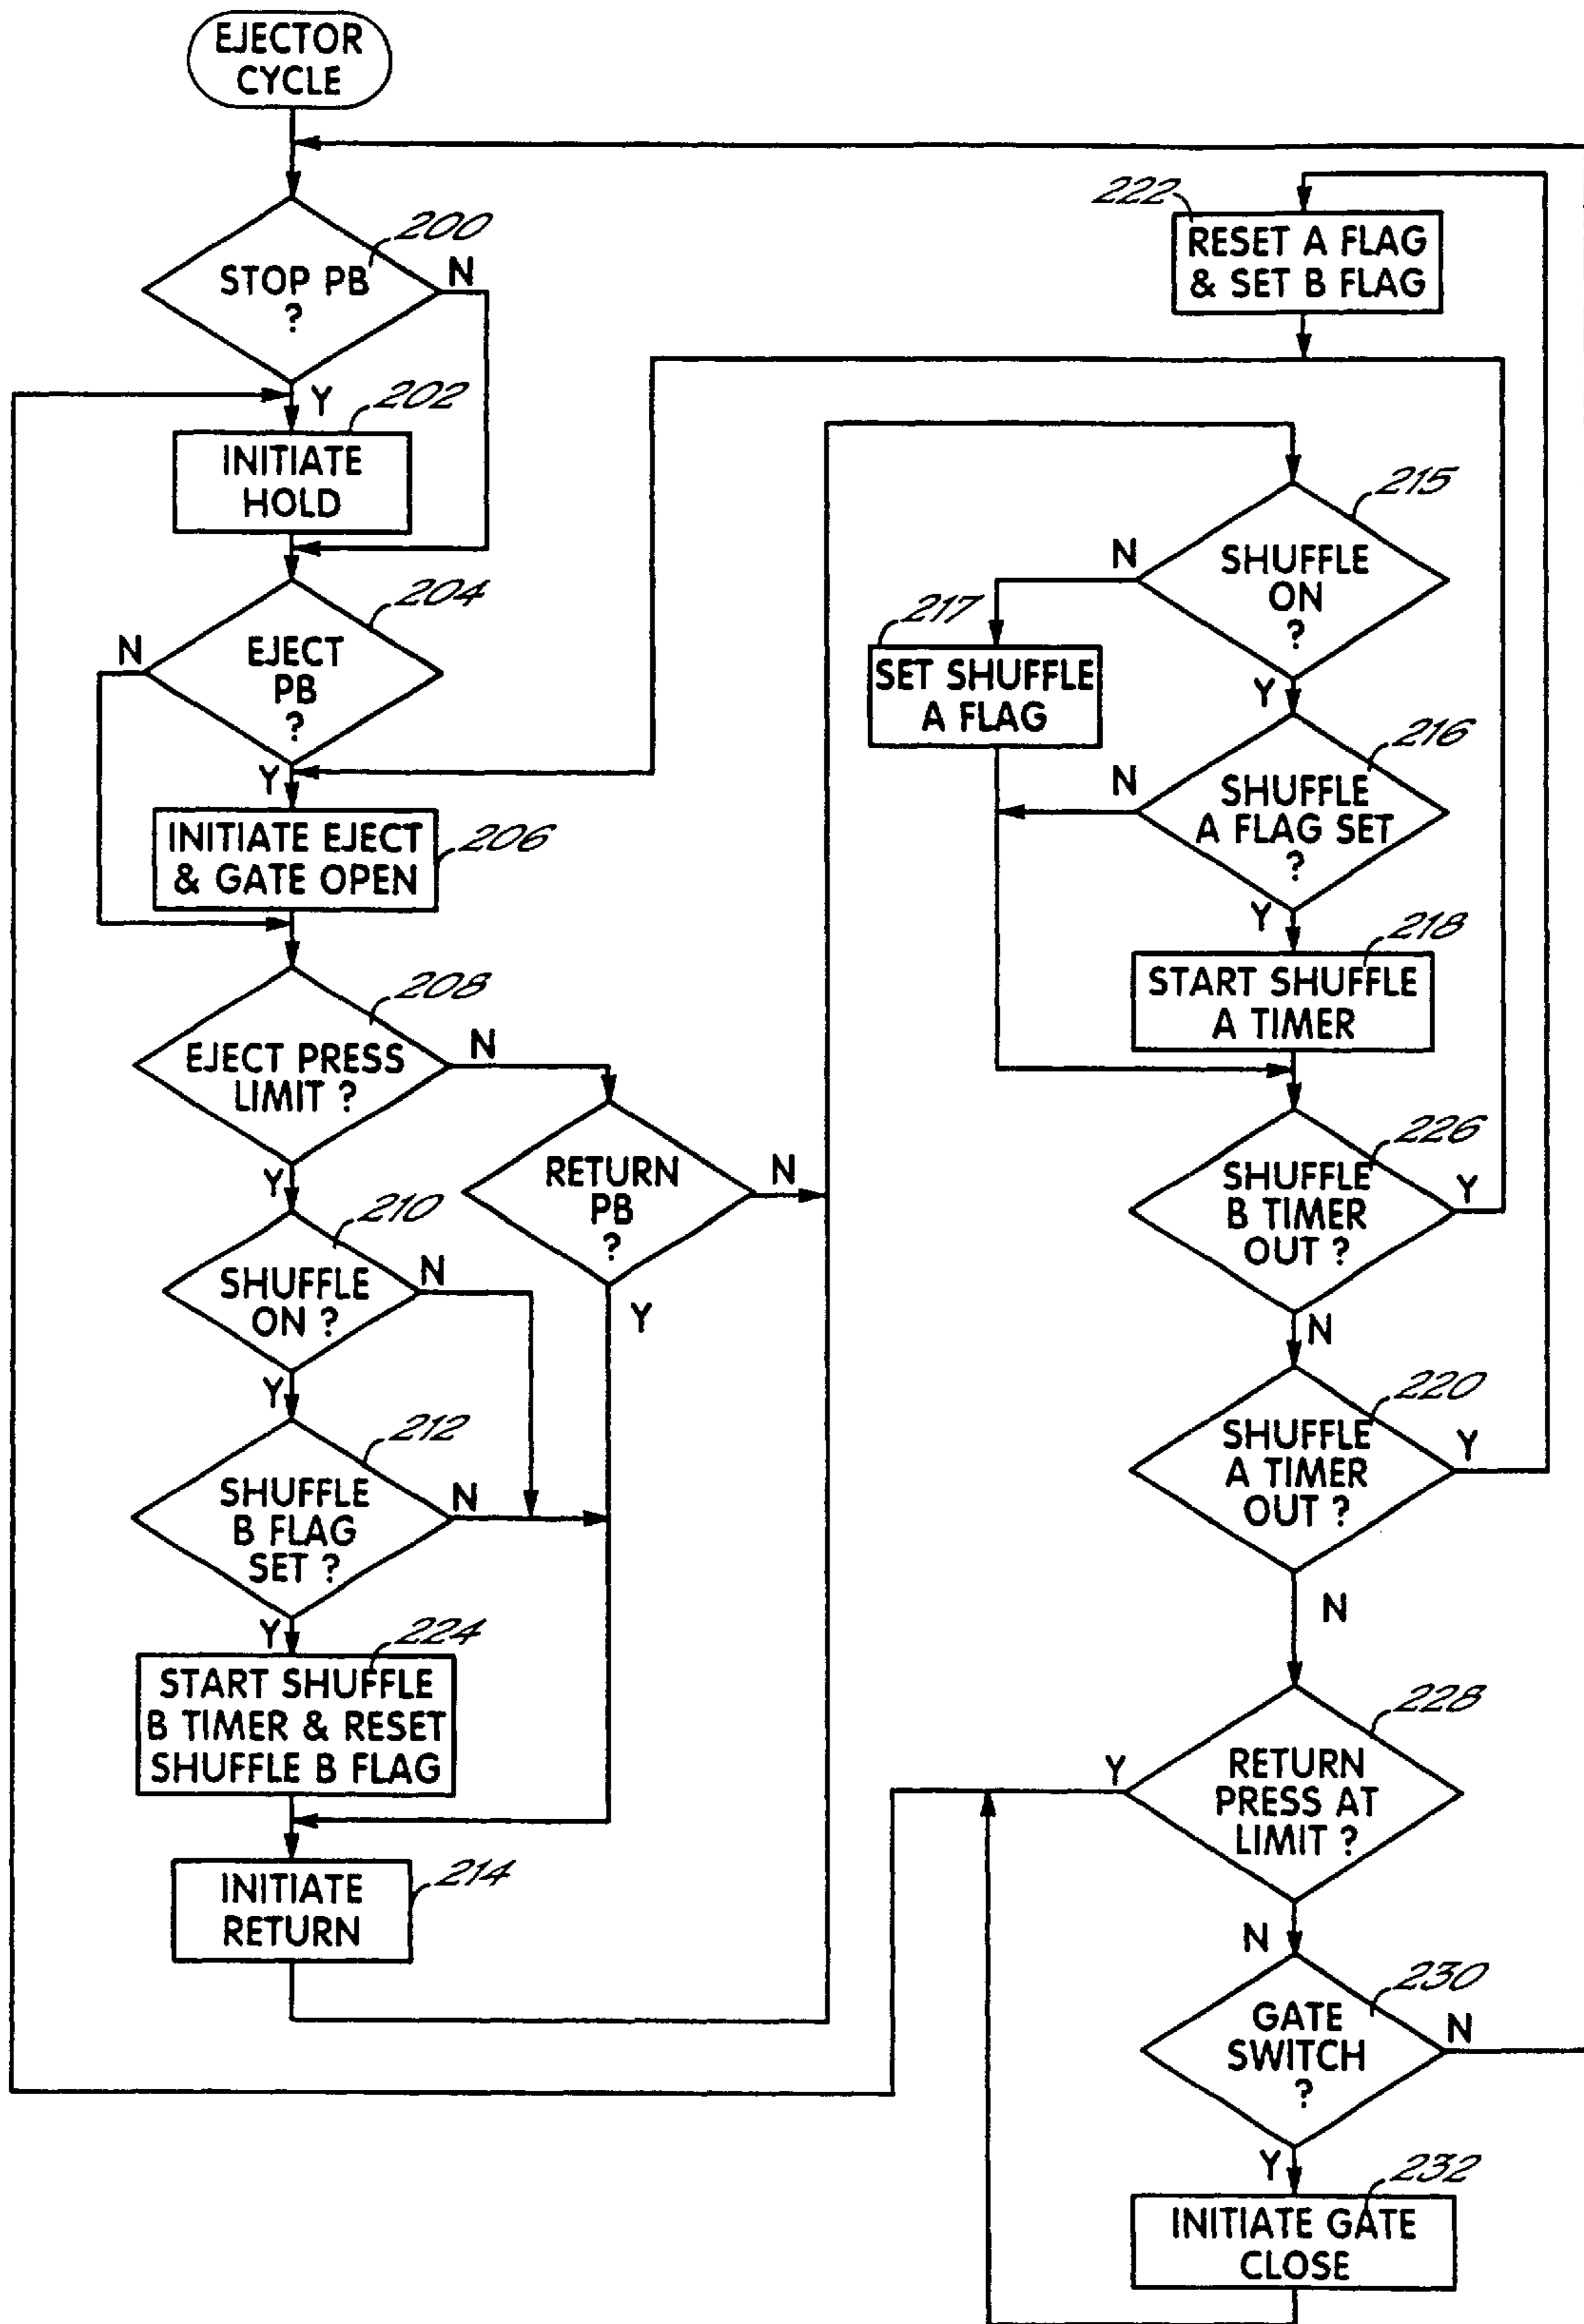 EJECTOR
CYCLE
200
STOP PB
?
N
Y
202
INITIATE
HOLD
204
N
EJECT
PB
?
Y
INITIATE EJECT
& GATE OPEN
206
208
EJECT PRESS
LIMIT ?
N
Y
RETURN
PB
?
N
Y
210
SHUFFLE
ON ?
N
Y
212
SHUFFLE
B FLAG
SET ?
N
Y
224
START SHUFFLE
B TIMER & RESET
SHUFFLE B FLAG
INITIATE
RETURN
214
222
RESET A FLAG
& SET B FLAG
215
SHUFFLE
ON
?
N
Y
217
SET SHUFFLE
A FLAG
216
SHUFFLE
A FLAG SET
?
N
Y
218
START SHUFFLE
A TIMER
226
SHUFFLE
B TIMER
OUT ?
Y
N
220
SHUFFLE
A TIMER
OUT ?
Y
N
228
RETURN
PRESS AT
LIMIT ?
Y
N
230
GATE
SWITCH
?
N
Y
232
INITIATE GATE
CLOSE